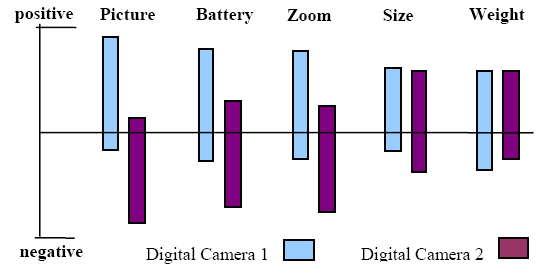 positive Picture Battery Zoom Size Weight
negative
Digital Camera 1 Digital Camera 2